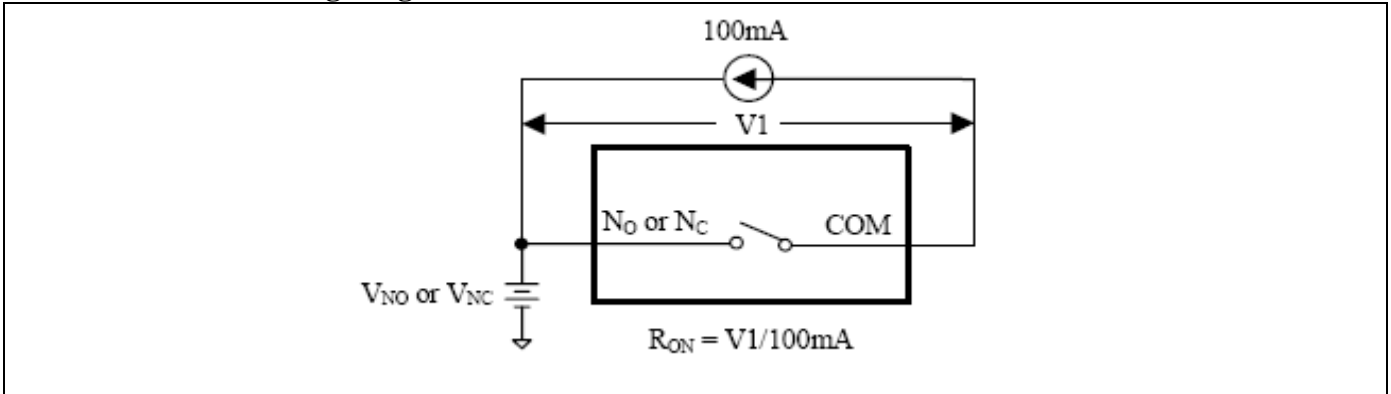 100mA
V1
NO or NC
COM
VNO or VNC
RON = V1/100mA